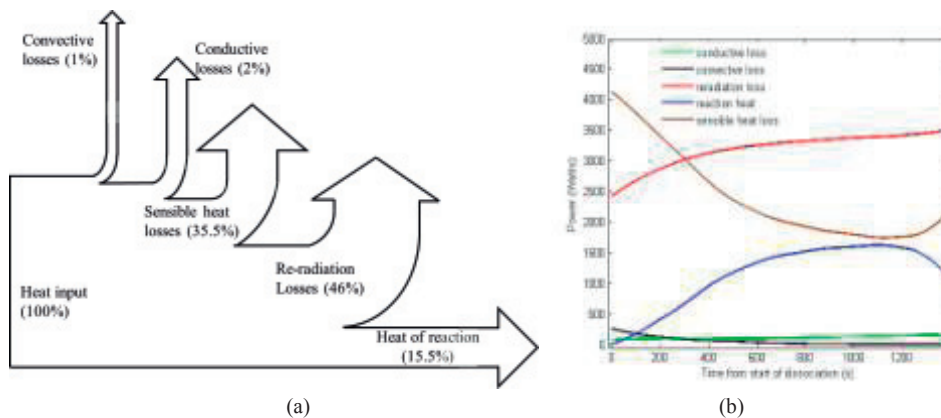 Convective
losses (1%)
Conductive
losses (2%)
Sensible heat
losses (35.5%)
Re-radiation
Losses (46%)
Heat input
(100%)
Heat of reaction
(15.5%)
(a)
5000
4500
4000
3500
3000
2500
2000
1500
1000
500
0
Power (Watts)
conductive loss
convective loss
reradiation loss
reaction heat
sensible heat loss
0 200 400 600 800 1000 1200
Time from start of dissociation (s)
(b)